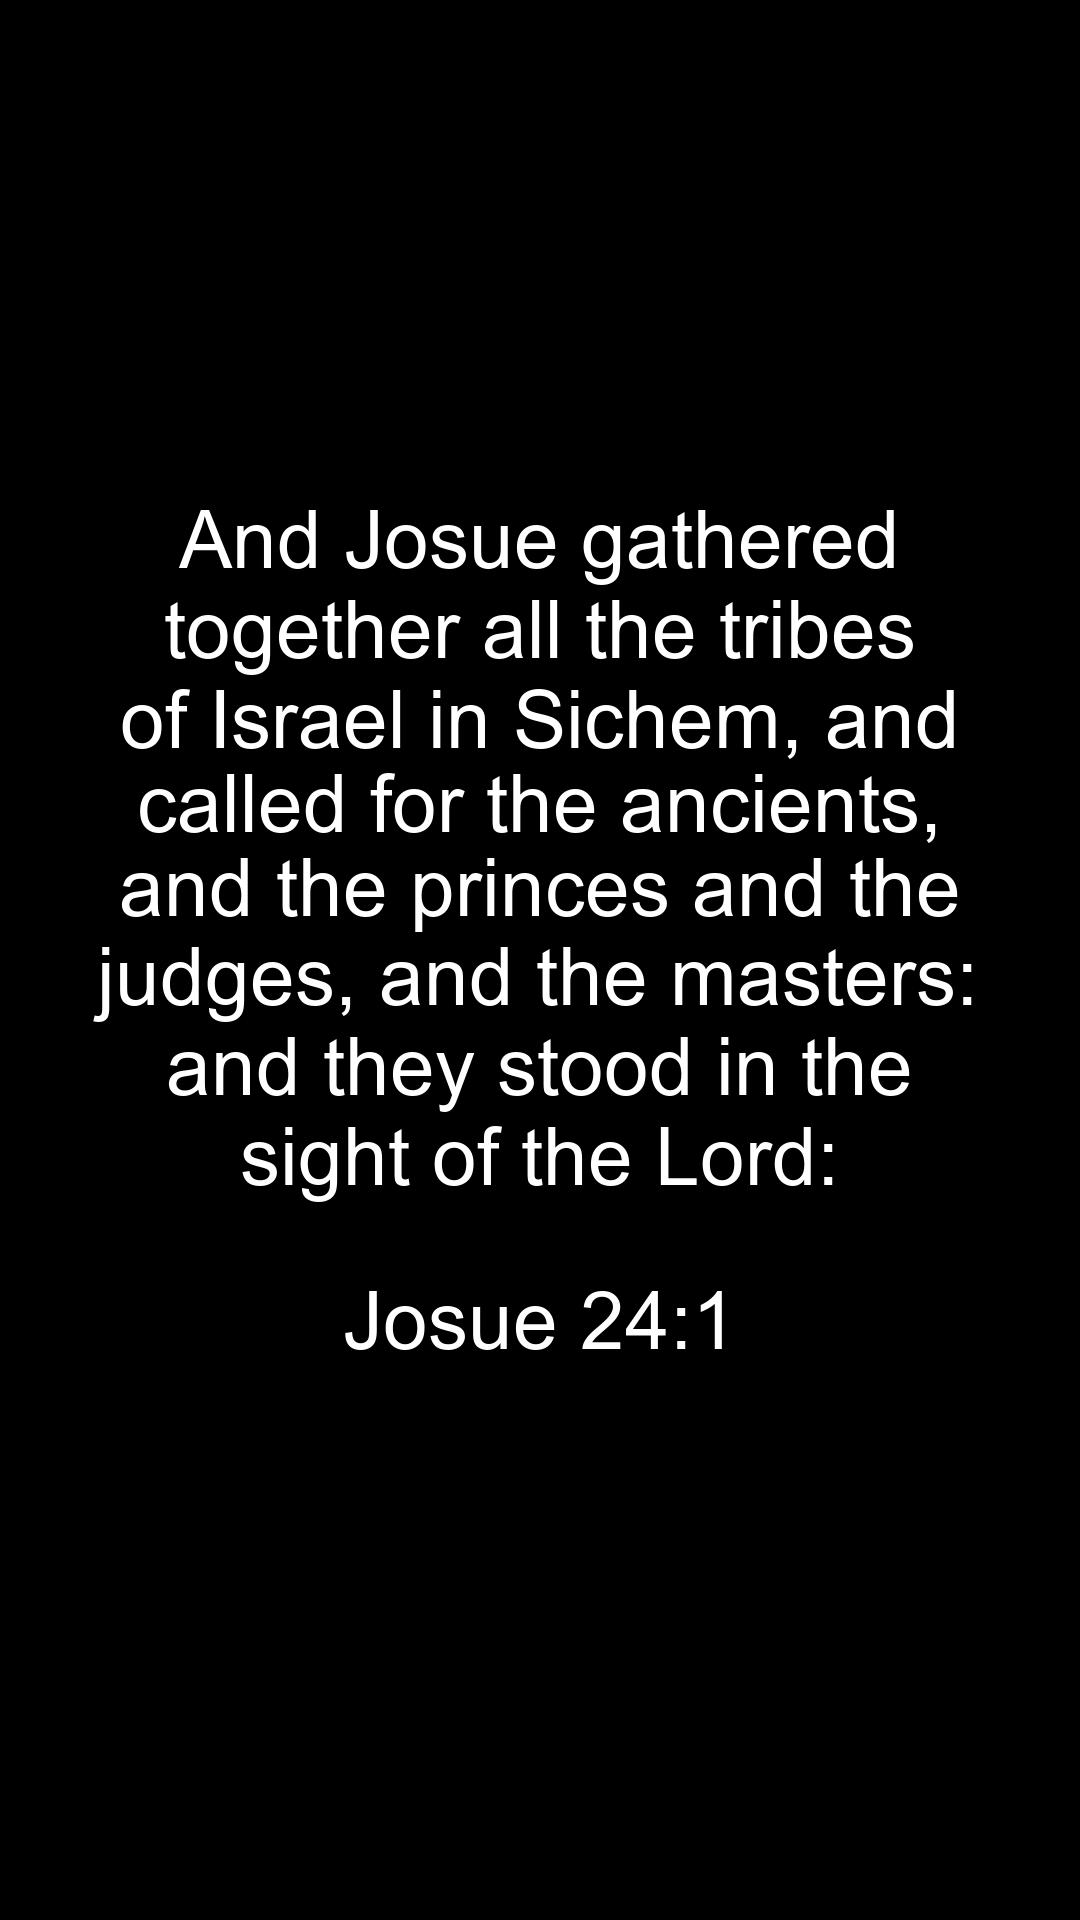 And Josue gathered
together all the tribes
of Israel in Sichem, and
called for the ancients,
and the princes and the
judges, and the masters:
and they stood in the
sight of the Lord:
Josue 24:1